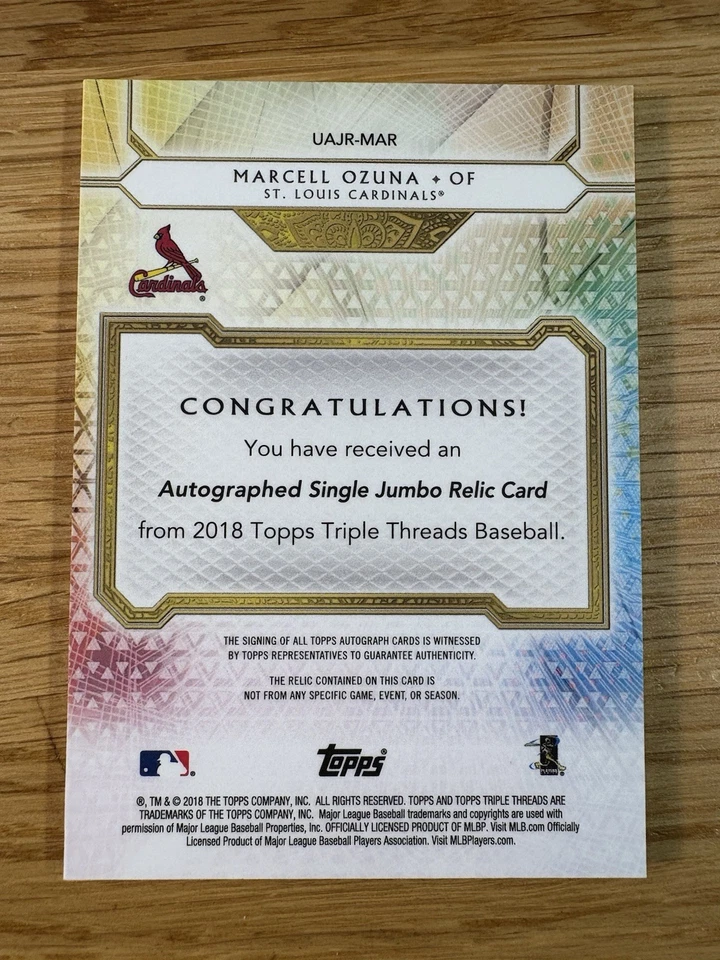 UAJR-MAR
MARCELL OZUNA ✦ OF
ST. LOUIS CARDINALS®
Cardinals®
CONGRATULATIONS!
You have received an
Autographed Single Jumbo Relic Card
from 2018 Topps Triple Threads Baseball.
THE SIGNING OF ALL TOPPS AUTOGRAPH CARDS IS WITNESSED
BY TOPPS REPRESENTATIVES TO GUARANTEE AUTHENTICITY.
THE RELIC CONTAINED ON THIS CARD IS
NOT FROM ANY SPECIFIC GAME, EVENT, OR SEASON.
topps®
®, TM & © 2018 THE TOPPS COMPANY, INC. ALL RIGHTS RESERVED. TOPPS AND TOPPS TRIPLE THREADS ARE
TRADEMARKS OF THE TOPPS COMPANY, INC. Major League Baseball trademarks and copyrights are used with
permission of Major League Baseball Properties, Inc. OFFICIALLY LICENSED PRODUCT OF MLBP. Visit MLB.com Officially
Licensed Product of Major League Baseball Players Association. Visit MLBPlayers.com.